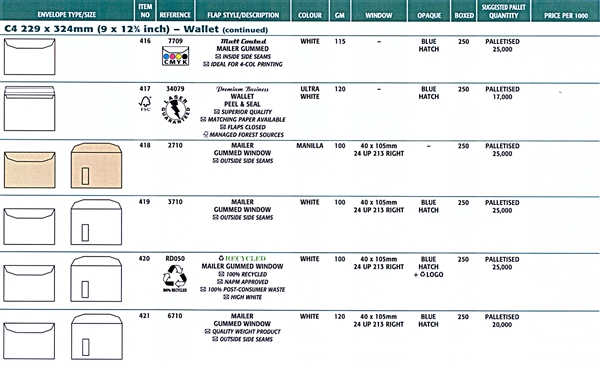 ENVELOPE TYPE/SIZE ITEM NO REFERENCE FLAP STYLE/DESCRIPTION COLOUR GM WINDOW OPAQUE BOXED SUGGESTED PALLET QUANTITY PRICE PER 1000
C4 229 x 324mm (9 x 12¾ inch) – Wallet (continued)
416 7709 Matt Coated WHITE 115 – BLUE 250 PALLETISED
MAILER GUMMED HATCH 25,000
INSIDE SIDE SEAMS
IDEAL FOR 4-COL PRINTING
CMYK
417 34079 Premium Business ULTRA 120 – BLUE 250 PALLETISED
WALLET WHITE HATCH 17,000
PEEL & SEAL
SUPERIOR QUALITY
MATCHING PAPER AVAILABLE
FLAPS CLOSED
MANAGED FOREST SOURCES
FSC
LASER GUARANTEED
418 2710 MAILER MANILLA 100 40 x 105mm – 250 PALLETISED
GUMMED WINDOW 24 UP 213 RIGHT 25,000
OUTSIDE SIDE SEAMS
419 3710 MAILER WHITE 100 40 x 105mm BLUE 250 PALLETISED
GUMMED WINDOW 24 UP 213 RIGHT HATCH 25,000
OUTSIDE SIDE SEAMS
420 RD050 RECYCLED WHITE 100 40 x 105mm BLUE 250 PALLETISED
MAILER GUMMED WINDOW 24 UP 213 RIGHT HATCH 25,000
100% RECYCLED + LOGO
NAPM APPROVED
100% POST-CONSUMER WASTE
HIGH WHITE
100% RECYCLED
421 6710 MAILER WHITE 120 40 x 105mm BLUE 250 PALLETISED
GUMMED WINDOW 24 UP 213 RIGHT HATCH 20,000
QUALITY WEIGHT PRODUCT
OUTSIDE SIDE SEAMS